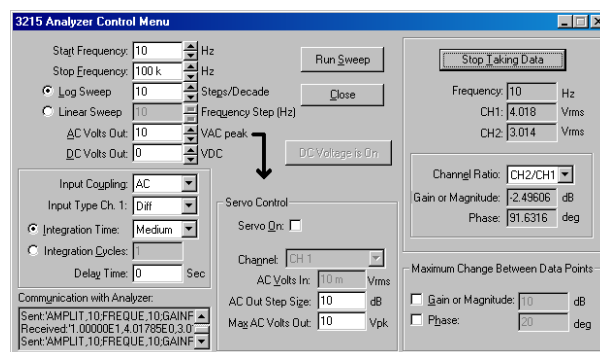 3215 Analyzer Control Menu
Start Frequency: 10 Hz
Stop Frequency: 100 k Hz
Log Sweep 10 Steps/Decade
Linear Sweep 10 Frequency Step (Hz)
AC Volts Out: 10 VAC peak
DC Volts Out: 0 VDC
Run Sweep
Close
DC Voltage is On
Input Coupling: AC
Input Type Ch. 1: Diff
Integration Time: Medium
Integration Cycles: 1
Delay Time: 0 Sec
Communication with Analyzer:
Sent:'AMPLIT,10;FREQUE,10;GAINF
Received:'1.00000E1,4.01785E0,3.0
Sent:'AMPLIT,10;FREQUE,10;GAINF
Servo Control
Servo On:
Channel: CH 1
AC Volts In: 10 m Vrms
AC Out Step Size: 10 dB
Max AC Volts Out: 10 Vpk
Stop Taking Data
Frequency: 10 Hz
CH1: 4.018 Vrms
CH2: 3.014 Vrms
Channel Ratio: CH2/CH1
Gain or Magnitude: -2.49606 dB
Phase: 91.6316 deg
Maximum Change Between Data Points
Gain or Magnitude: 10 dB
Phase: 20 deg